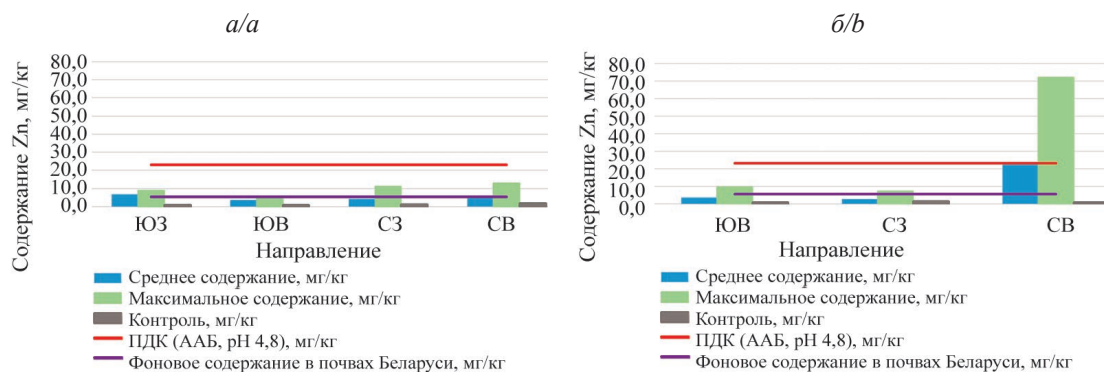 а/a
Содержание Zn, мг/кг
80,0
70,0
60,0
50,0
40,0
30,0
20,0
10,0
0,0
ЮЗ
ЮВ
СЗ
СВ
Направление
Среднее содержание, мг/кг
Максимальное содержание, мг/кг
Контроль, мг/кг
ПДК (ААБ, рН 4,8), мг/кг
Фоновое содержание в почвах Беларуси, мг/кг
б/b
Содержание Zn, мг/кг
80,0
70,0
60,0
50,0
40,0
30,0
20,0
10,0
0,0
ЮВ
СЗ
СВ
Направление
Среднее содержание, мг/кг
Максимальное содержание, мг/кг
Контроль, мг/кг
ПДК (ААБ, рН 4,8), мг/кг
Фоновое содержание в почвах Беларуси, мг/кг